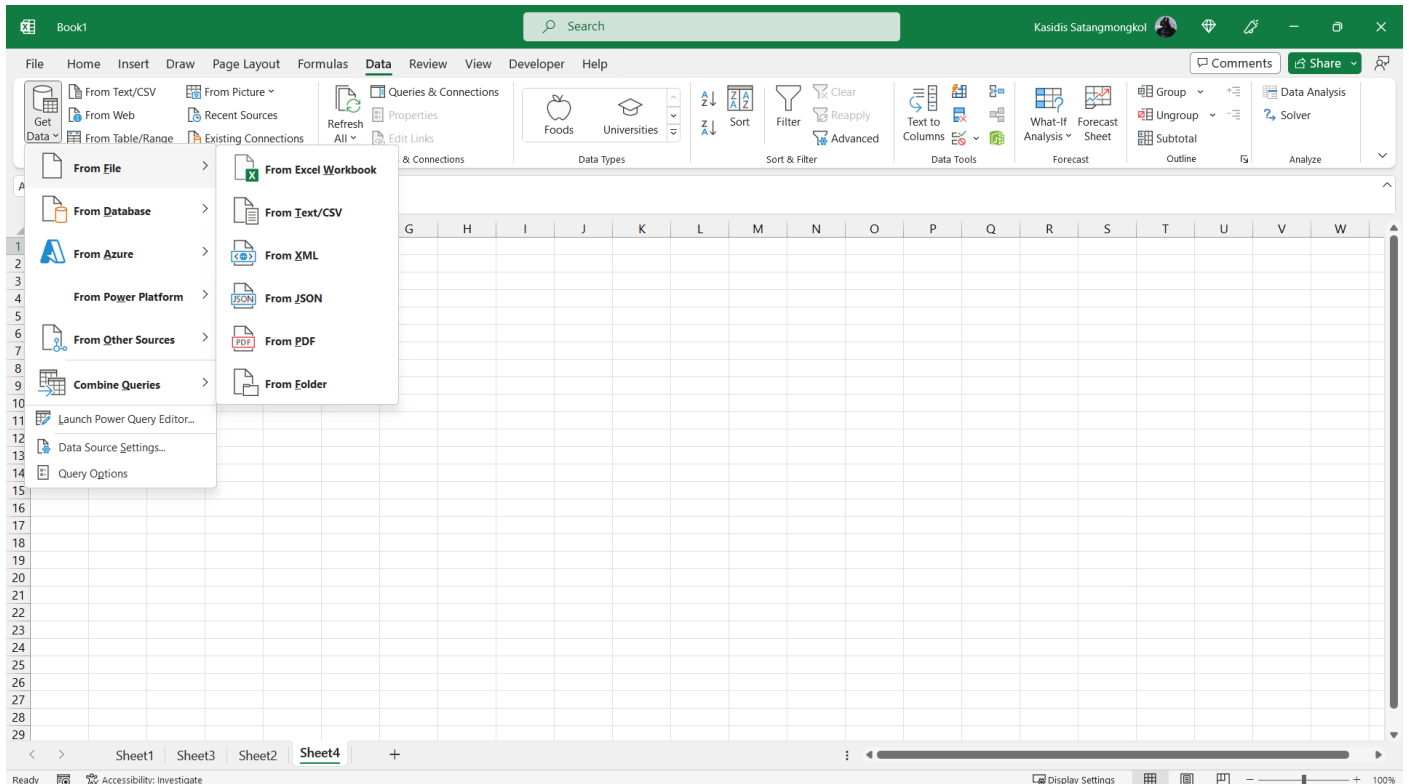 Book1
Search
Kasidis Satangmongkol
File Home Insert Draw Page Layout Formulas Data Review View Developer Help
Comments Share
Get Data
From Text/CSV
From Web
From Table/Range
From Picture
Recent Sources
Existing Connections
Refresh All
Queries & Connections
Properties
Edit Links
& Connections
Foods
Universities
Data Types
Sort
Filter
Clear
Reapply
Advanced
Sort & Filter
Text to Columns
Data Tools
What-If Analysis
Forecast Sheet
Forecast
Group
Ungroup
Subtotal
Outline
Data Analysis
Solver
Analyze
From File
From Database
From Azure
From Power Platform
From Other Sources
Combine Queries
Launch Power Query Editor...
Data Source Settings...
Query Options
From Excel Workbook
From Text/CSV
From XML
JSON From JSON
PDF From PDF
From Folder
G H I J K L M N O P Q R S T U V W
1
2
3
4
5
6
7
8
9
10
11
12
13
14
15
16
17
18
19
20
21
22
23
24
25
26
27
28
29
Sheet1 Sheet3 Sheet2 Sheet4
Ready Accessibility: Investigate Display Settings 100%